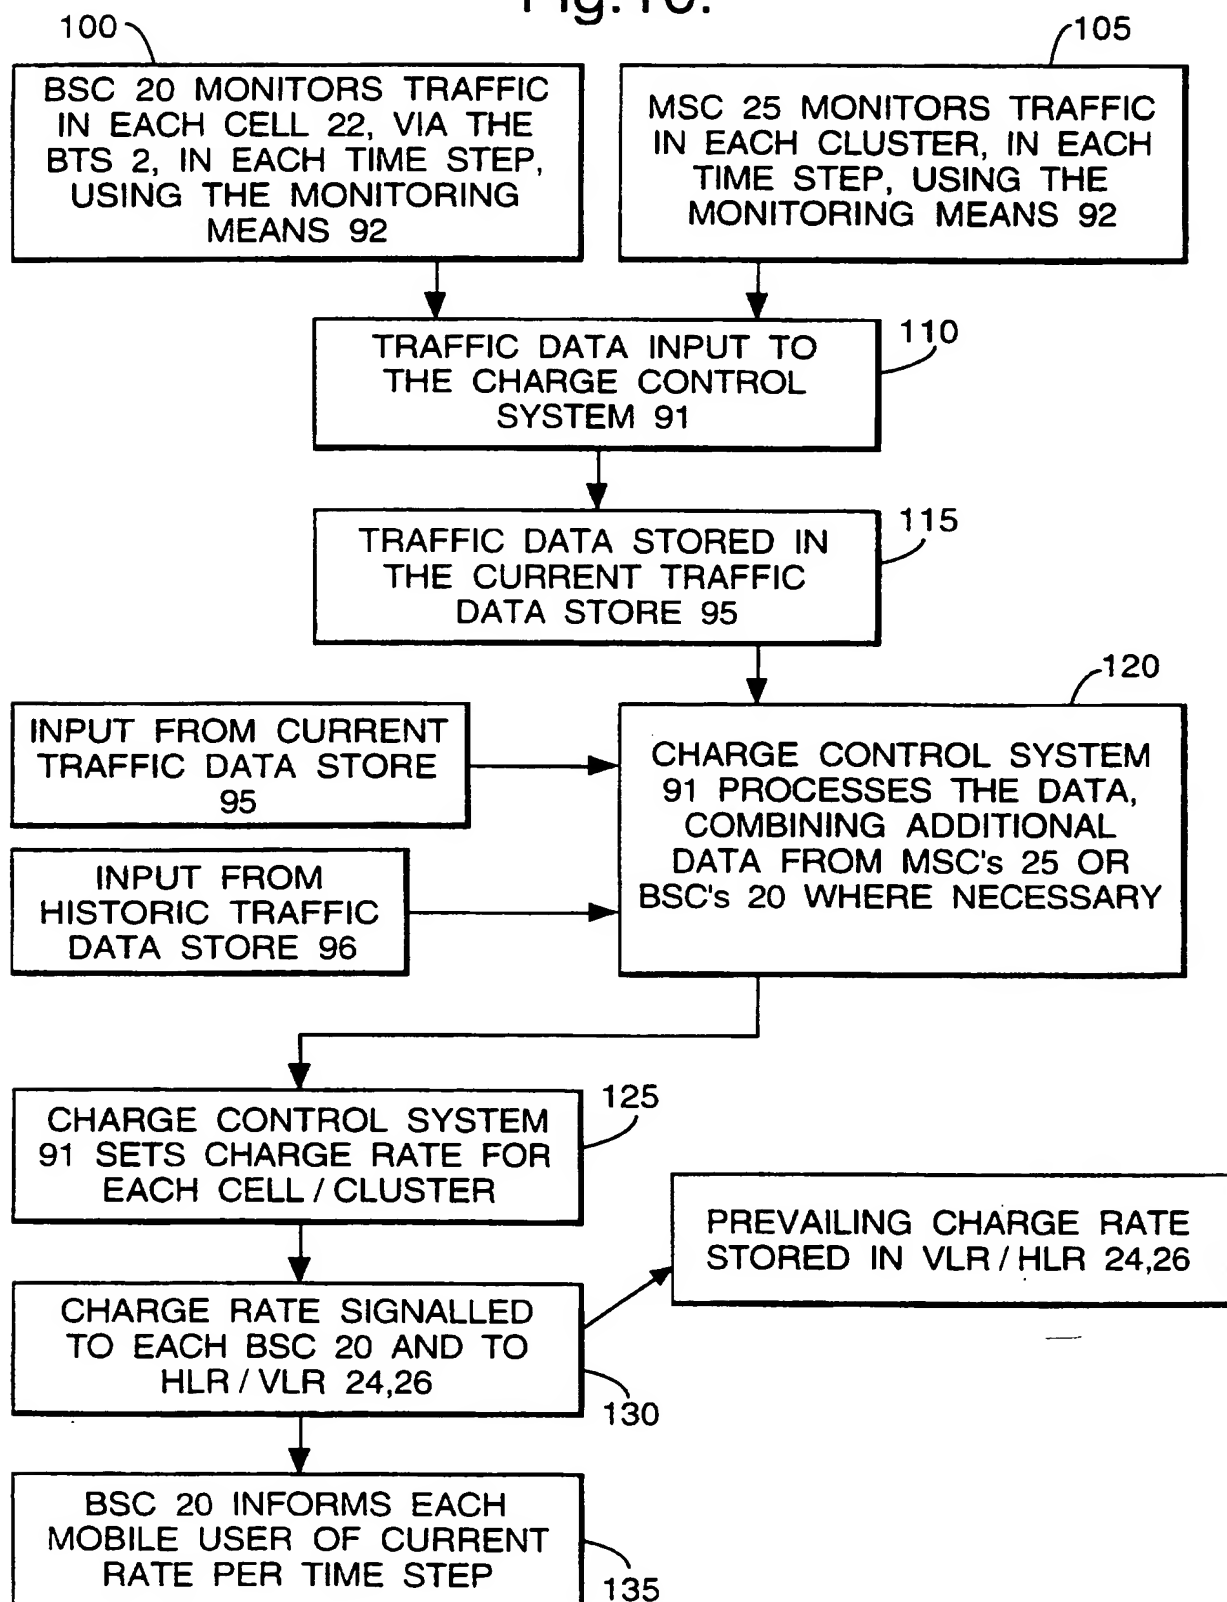 Fig.10.
100
105
BSC 20 MONITORS TRAFFIC
IN EACH CELL 22, VIA THE
BTS 2, IN EACH TIME STEP,
USING THE MONITORING
MEANS 92
MSC 25 MONITORS TRAFFIC
IN EACH CLUSTER, IN EACH
TIME STEP, USING THE
MONITORING MEANS 92
110
TRAFFIC DATA INPUT TO
THE CHARGE CONTROL
SYSTEM 91
115
TRAFFIC DATA STORED IN
THE CURRENT TRAFFIC
DATA STORE 95
120
INPUT FROM CURRENT
TRAFFIC DATA STORE
95
CHARGE CONTROL SYSTEM
91 PROCESSES THE DATA,
COMBINING ADDITIONAL
DATA FROM MSC's 25 OR
BSC's 20 WHERE NECESSARY
INPUT FROM
HISTORIC TRAFFIC
DATA STORE 96
125
CHARGE CONTROL SYSTEM
91 SETS CHARGE RATE FOR
EACH CELL / CLUSTER
PREVAILING CHARGE RATE
STORED IN VLR / HLR 24,26
CHARGE RATE SIGNALLED
TO EACH BSC 20 AND TO
HLR / VLR 24,26
130
BSC 20 INFORMS EACH
MOBILE USER OF CURRENT
RATE PER TIME STEP
135